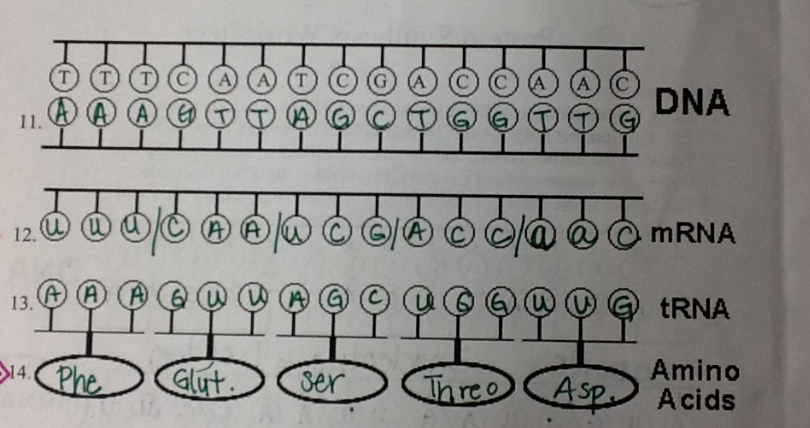 T T T C A A T C G A C C A A C
DNA
11. A A A G T T A G C T G G T T G
12. u u u/C A A/u C G/A C C/a a C mRNA
13. A A A G U U A G C U G G U U G tRNA
14. Phe Glut. Ser Threo Asp. Amino
Acids